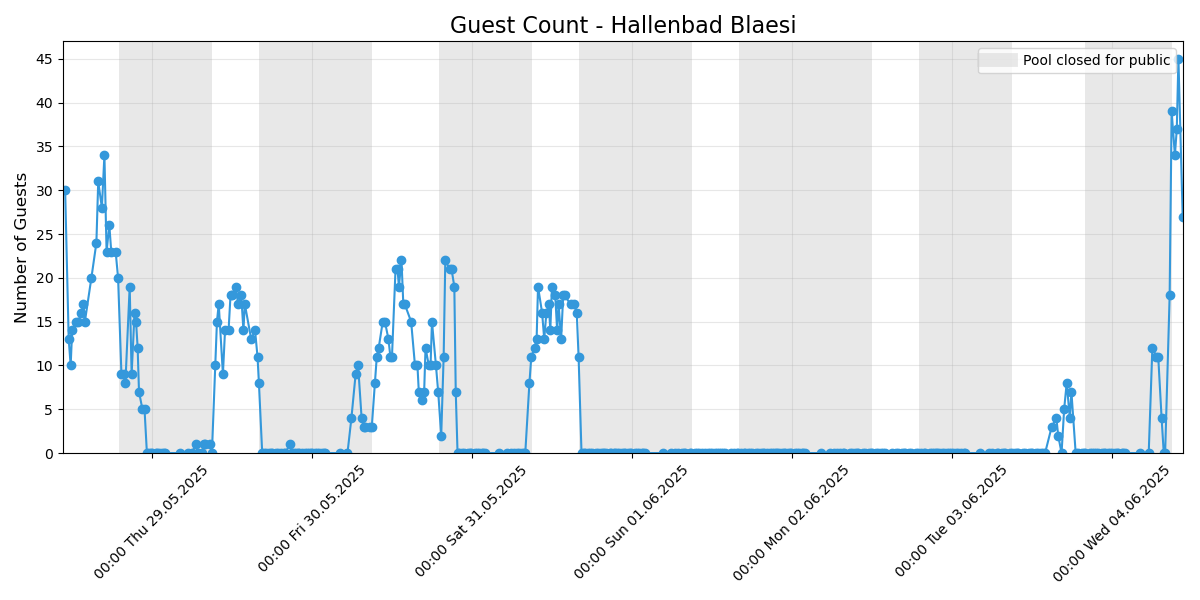 Guest Count - Hallenbad Blaesi
Pool closed for public
Number of Guests
45
40
35
30
25
20
15
10
5
0
00:00 Thu 29.05.2025
00:00 Fri 30.05.2025
00:00 Sat 31.05.2025
00:00 Sun 01.06.2025
00:00 Mon 02.06.2025
00:00 Tue 03.06.2025
00:00 Wed 04.06.2025